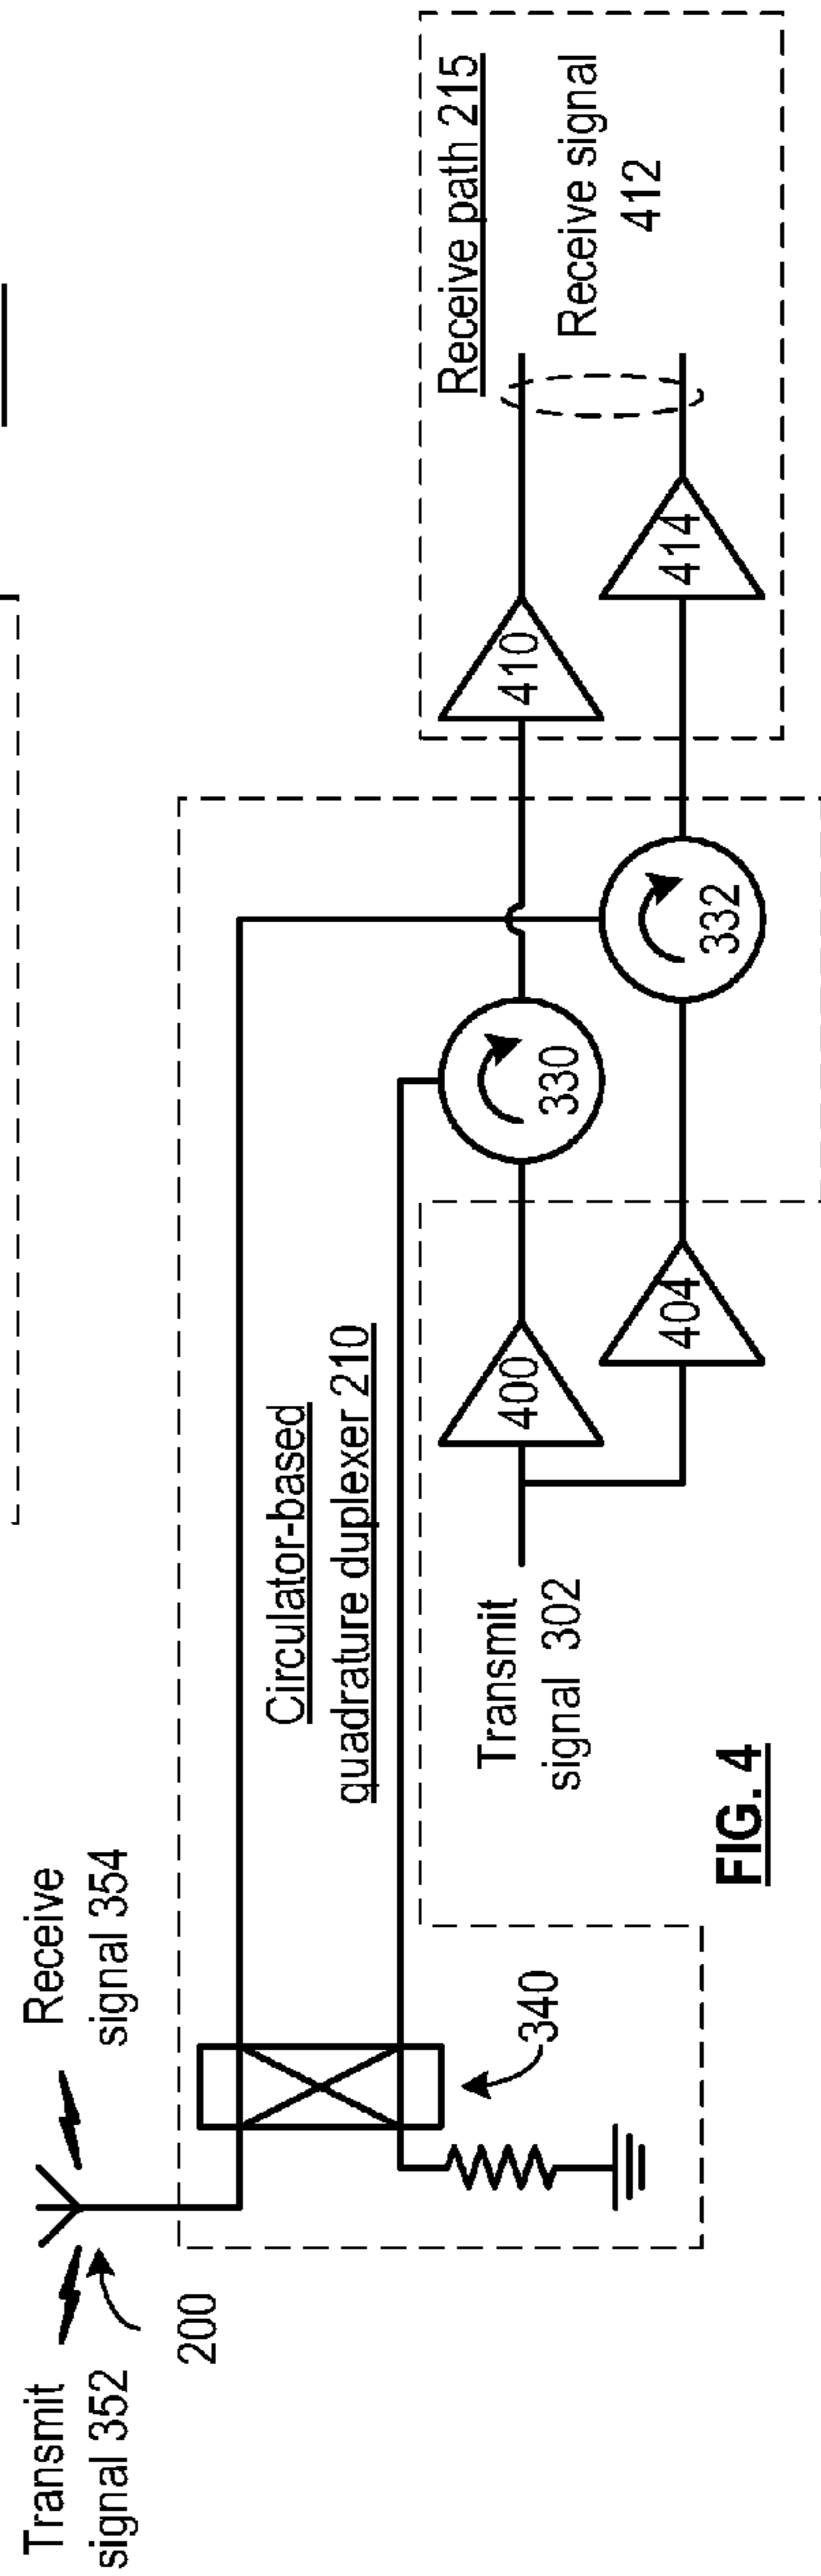 Transmit
signal 352
200
Receive
signal 354
340
Circulator-based
quadrature duplexer 210
Transmit
signal 302
400
404
330
332
410
414
Receive path 215
Receive signal
412
FIG. 4